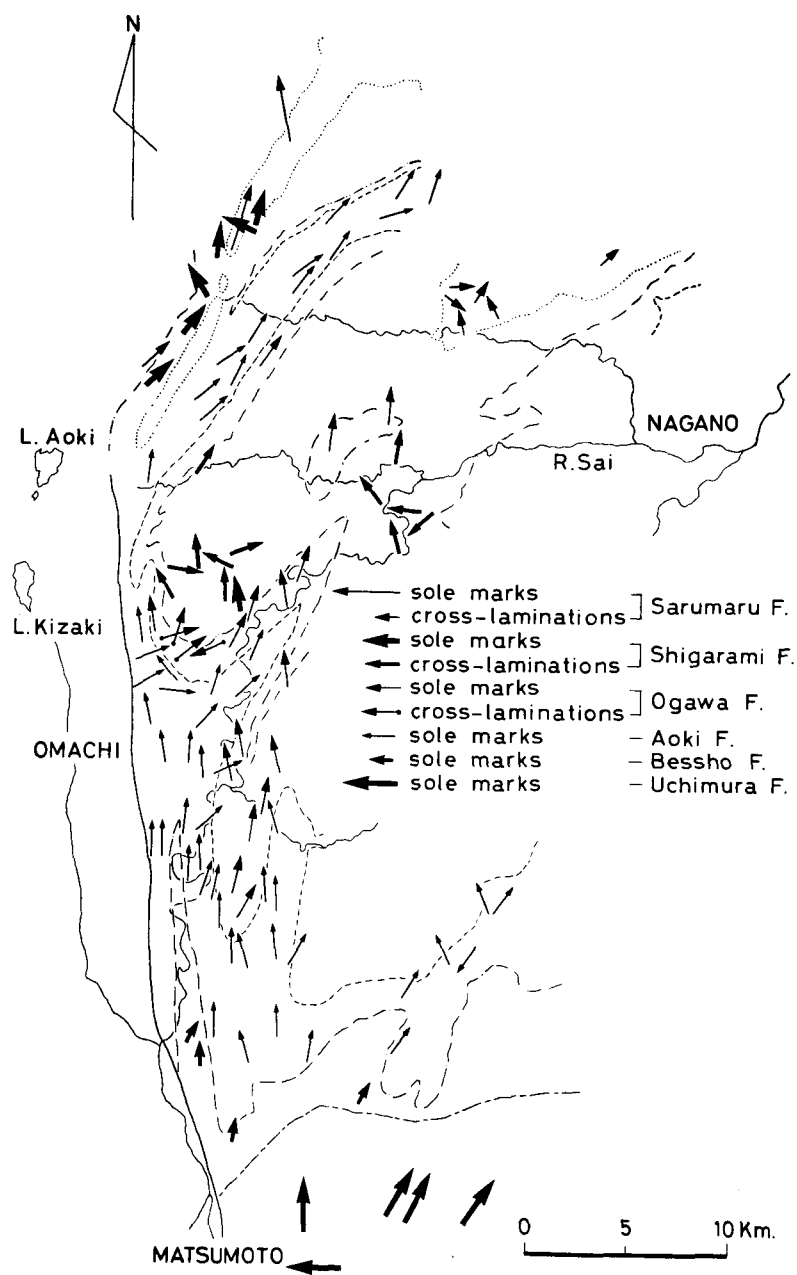 N
L. Aoki
NAGANO
R.Sai
L.Kizaki
sole marks
cross-laminations
Sarumaru F.
sole marks
cross-laminations
Shigarami F.
sole marks
cross-laminations
Ogawa F.
sole marks – Aoki F.
sole marks – Bessho F.
sole marks – Uchimura F.
OMACHI
MATSUMOTO
0 5 10 Km.